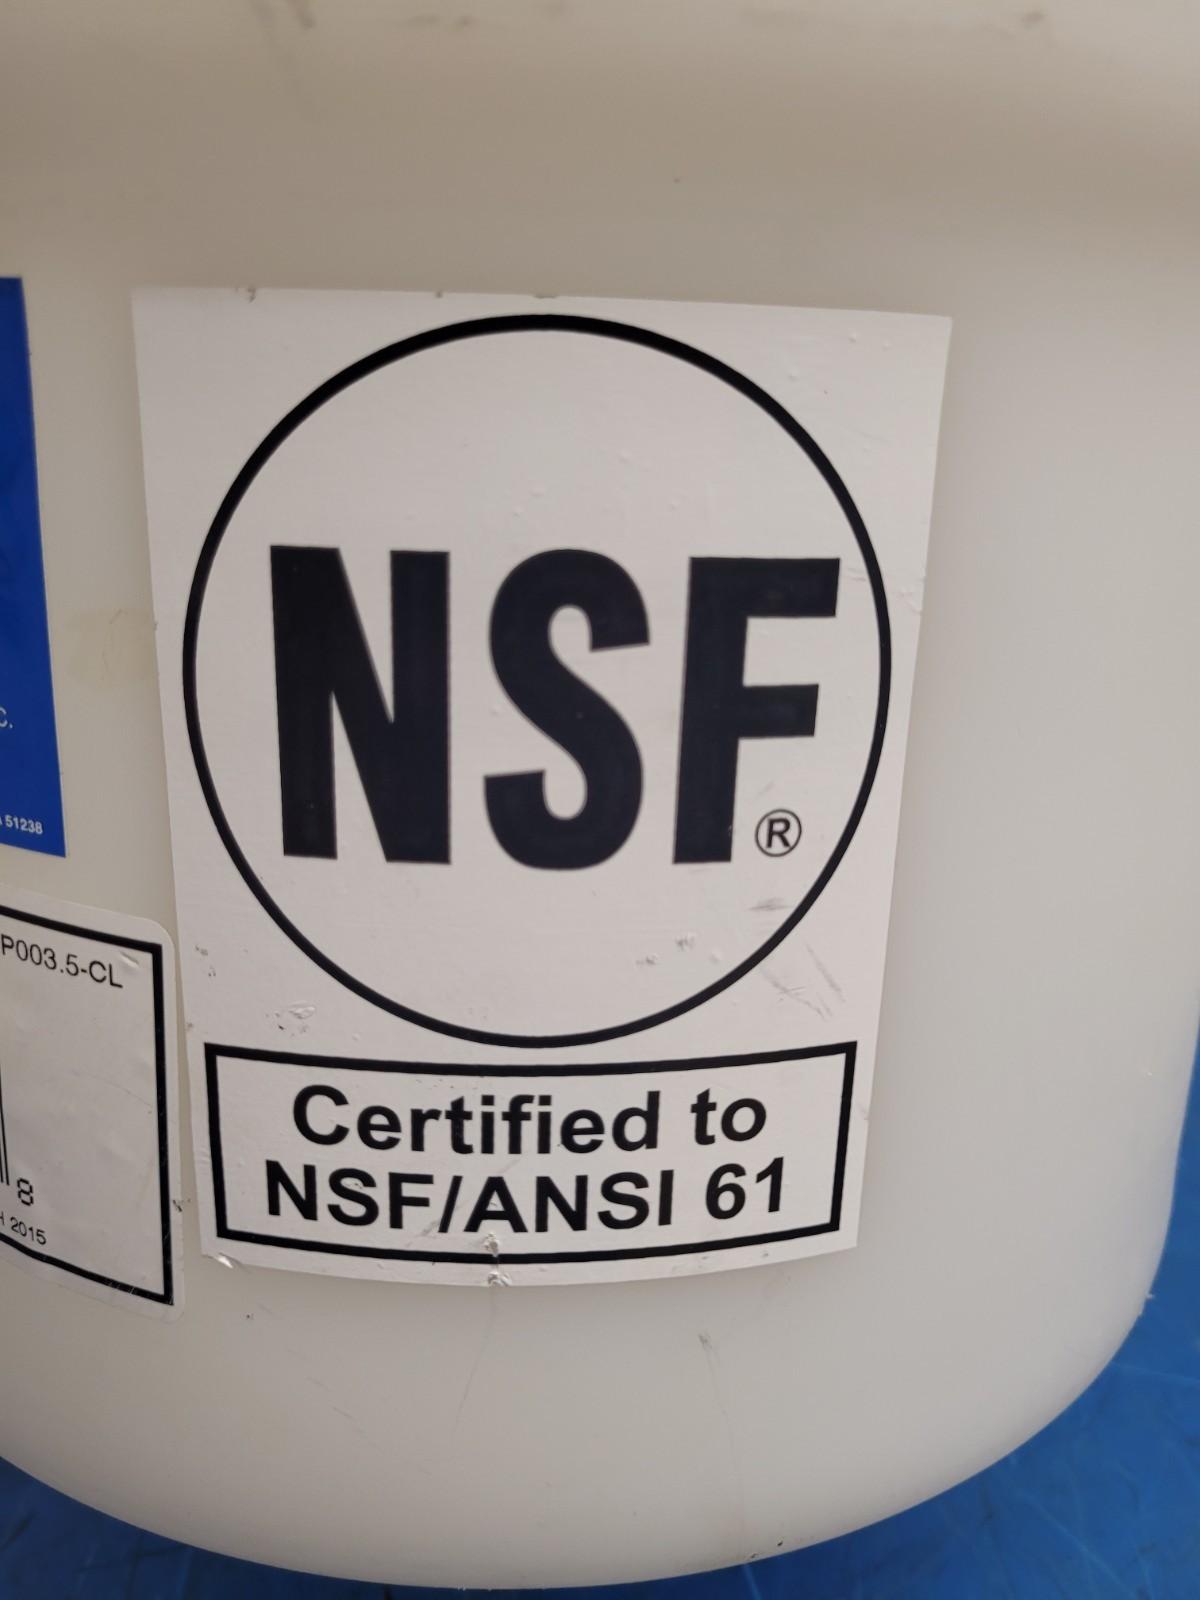 NSF®
Certified to
NSF/ANSI 61
C.
51238
P003.5-CL
8
2015